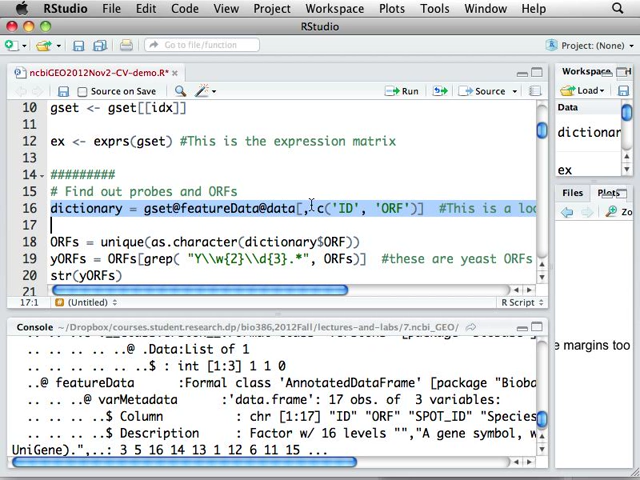 RStudio File Edit Code View Project Workspace Plots Tools Window Help
RStudio
Go to file/function Project: (None)
ncbiGEO2012Nov2-CV-demo.R* ×
Source on Save Run Source
10 gset <- gset[[idx]]
11
12 ex <- exprs(gset) #This is the expression matrix
13
14 #########
15 # Find out probes and ORFs
16 dictionary = gset@featureData@data[, c('ID', 'ORF')] #This is a loo
17
18 ORFs = unique(as.character(dictionary$ORF))
19 yORFs = ORFs[grep( "Y\\w{2}\\d{3}.*", ORFs)] #these are yeast ORFs
20 str(yORFs)
21
17:1 (Untitled) R Script
Console ~/Dropbox/courses.student.research.dp/bio386,2012Fall/lectures-and-labs/7.ncbi_GEO/
.. .. .. .. .. ..@ .Data:List of 1
.. .. .. .. .. .. ..$ : int [1:3] 1 1 0
..@ featureData :Formal class 'AnnotatedDataFrame' [package "Bioba
.. .. ..@ varMetadata :'data.frame': 17 obs. of 3 variables:
.. .. .. ..$ Column : chr [1:17] "ID" "ORF" "SPOT_ID" "Species
.. .. .. ..$ Description : Factor w/ 16 levels "","A gene symbol, w
UniGene).",..: 3 5 16 14 13 1 12 6 11 15 ...
Workspace H
Load
Data
dictionar
ex
Files Plots
e margins too